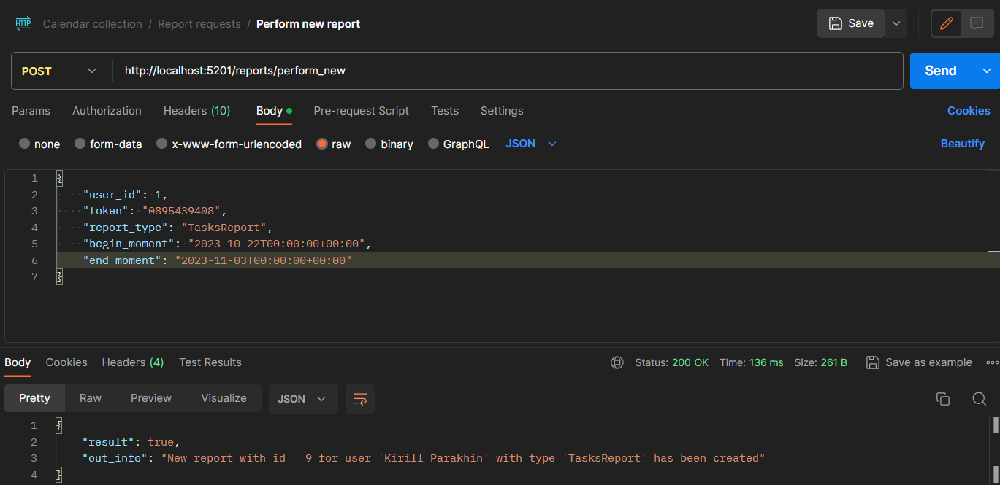 HTTP Calendar collection / Report requests / Perform new report Save
POST http://localhost:5201/reports/perform_new Send
Params Authorization Headers (10) Body Pre-request Script Tests Settings Cookies
none form-data x-www-form-urlencoded raw binary GraphQL JSON Beautify
1 {
2 "user_id": 1,
3 "token": "0895439408",
4 "report_type": "TasksReport",
5 "begin_moment": "2023-10-22T00:00:00+00:00",
6 "end_moment": "2023-11-03T00:00:00+00:00"
7 }
Body Cookies Headers (4) Test Results Status: 200 OK Time: 136 ms Size: 261 B Save as example
Pretty Raw Preview Visualize JSON
1 {
2 "result": true,
3 "out_info": "New report with id = 9 for user 'Kirill Parakhin' with type 'TasksReport' has been created"
4 }